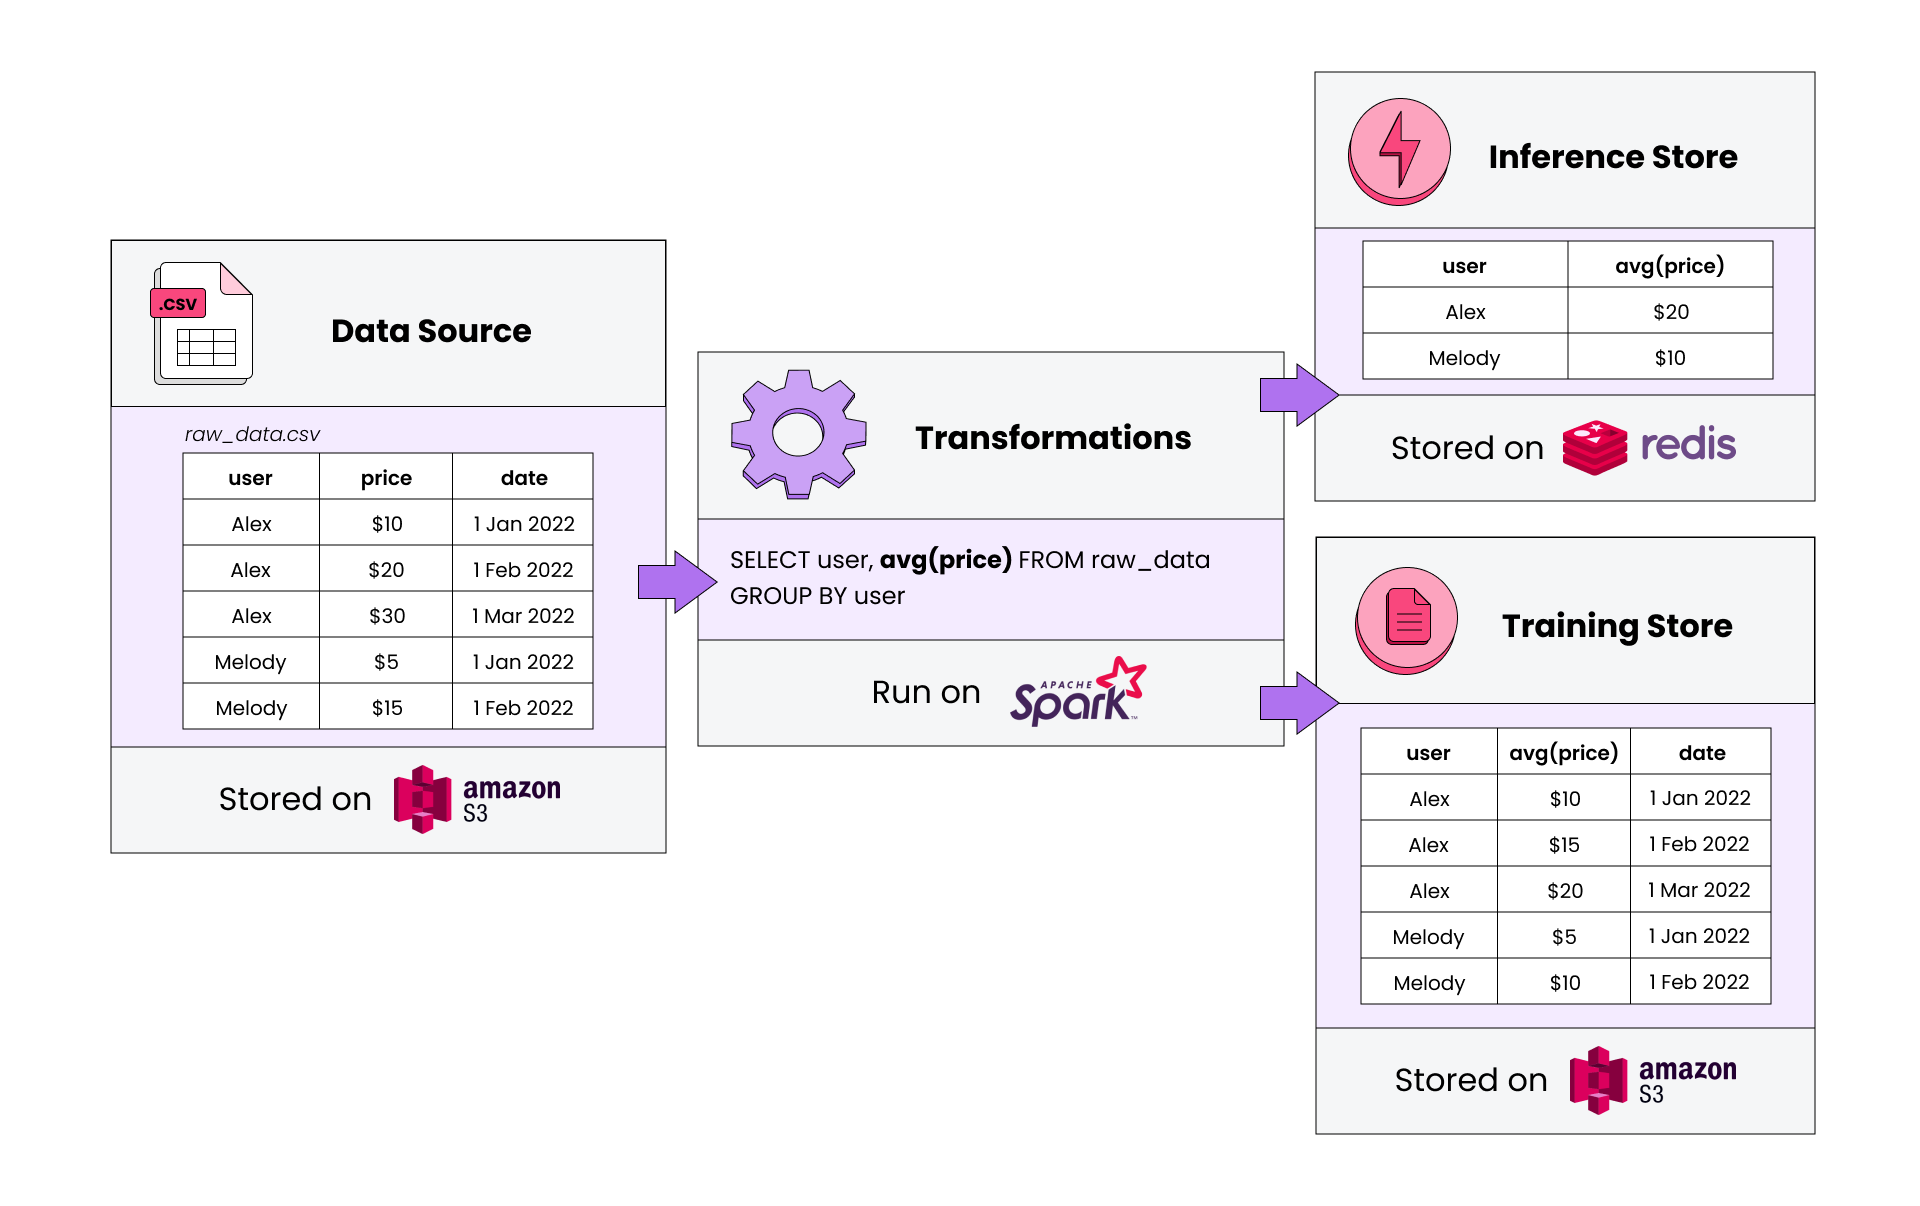 .csv
Data Source
raw_data.csv
user price date
Alex $10 1 Jan 2022
Alex $20 1 Feb 2022
Alex $30 1 Mar 2022
Melody $5 1 Jan 2022
Melody $15 1 Feb 2022
Stored on amazon S3
Transformations
SELECT user, avg(price) FROM raw_data
GROUP BY user
Run on APACHE Spark™
Inference Store
user avg(price)
Alex $20
Melody $10
Stored on redis
Training Store
user avg(price) date
Alex $10 1 Jan 2022
Alex $15 1 Feb 2022
Alex $20 1 Mar 2022
Melody $5 1 Jan 2022
Melody $10 1 Feb 2022
Stored on amazon S3